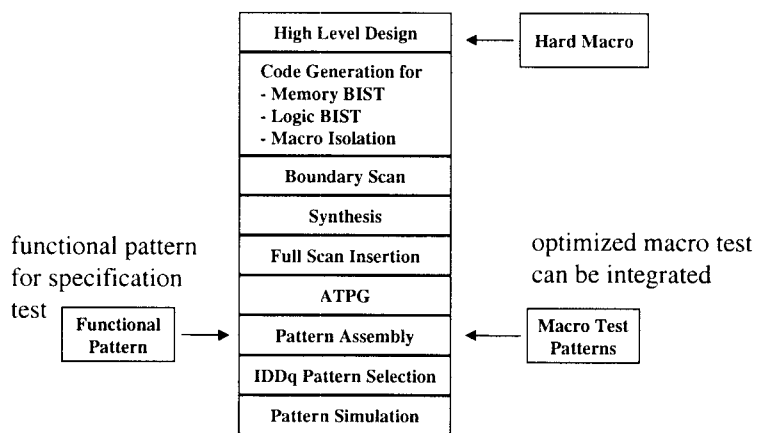 High Level Design
Hard Macro
Code Generation for
- Memory BIST
- Logic BIST
- Macro Isolation
Boundary Scan
Synthesis
functional pattern
for specification
test
Full Scan Insertion
optimized macro test
can be integrated
ATPG
Functional
Pattern
Pattern Assembly
Macro Test
Patterns
IDDq Pattern Selection
Pattern Simulation